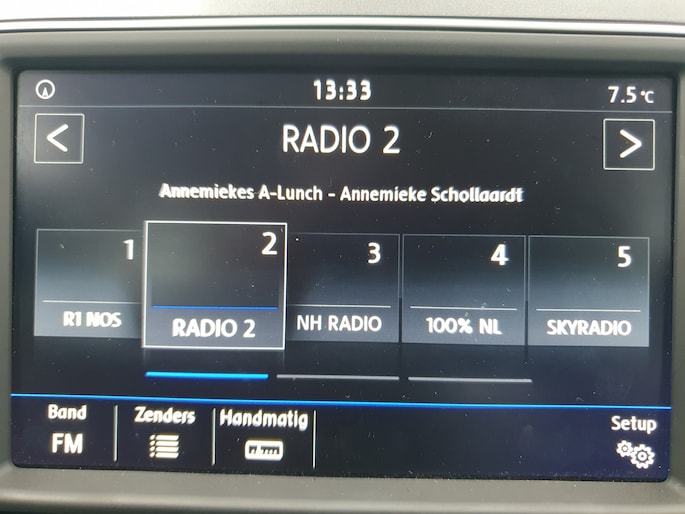 13:33
7.5°C
< RADIO 2 >
Annemiekes A-Lunch - Annemieke Schollaardt
1 2 3 4 5
R1 NOS RADIO 2 NH RADIO 100% NL SKYRADIO
Band Zenders Handmatig Setup
FM